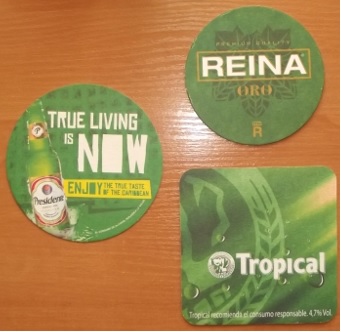 TRUE LIVING
is NOW
ENJOY THE TRUE TASTE
OF THE CARIBBEAN
Presidente
PREMIUM QUALITY
REINA
ORO
R
Tropical
Tropical recomienda el consumo responsable. 4,7% Vol.